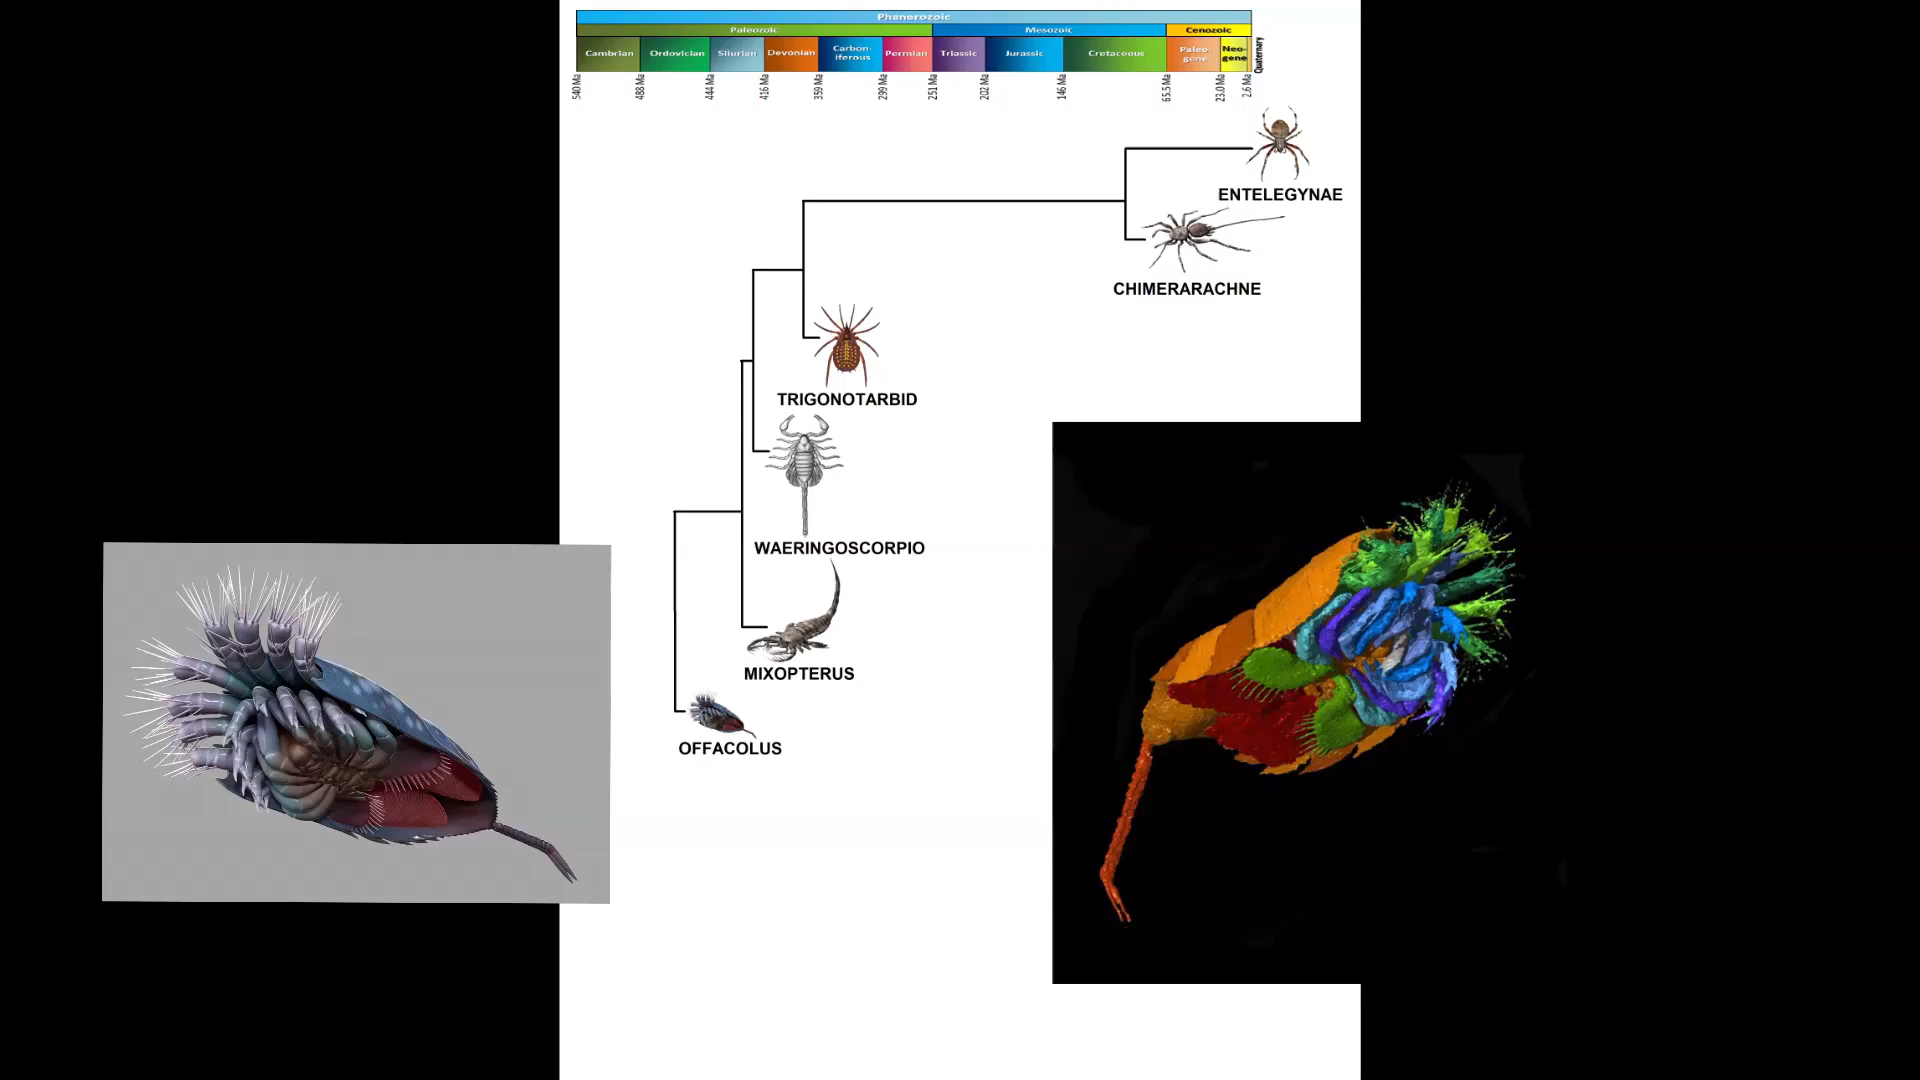 Phanerozoic
Paleozoic Mesozoic Cenozoic
Cambrian Ordovician Silurian Devonian Carbon-
iferous Permian Triassic Jurassic Cretaceous Paleo-
gene Neo-
gene Quaternary
540 Ma 488 Ma 444 Ma 416 Ma 359 Ma 299 Ma 251 Ma 202 Ma 146 Ma 65.5 Ma 23.0 Ma 2.6 Ma
ENTELEGYNAE
CHIMERARACHNE
TRIGONOTARBID
WAERINGOSCORPIO
MIXOPTERUS
OFFACOLUS